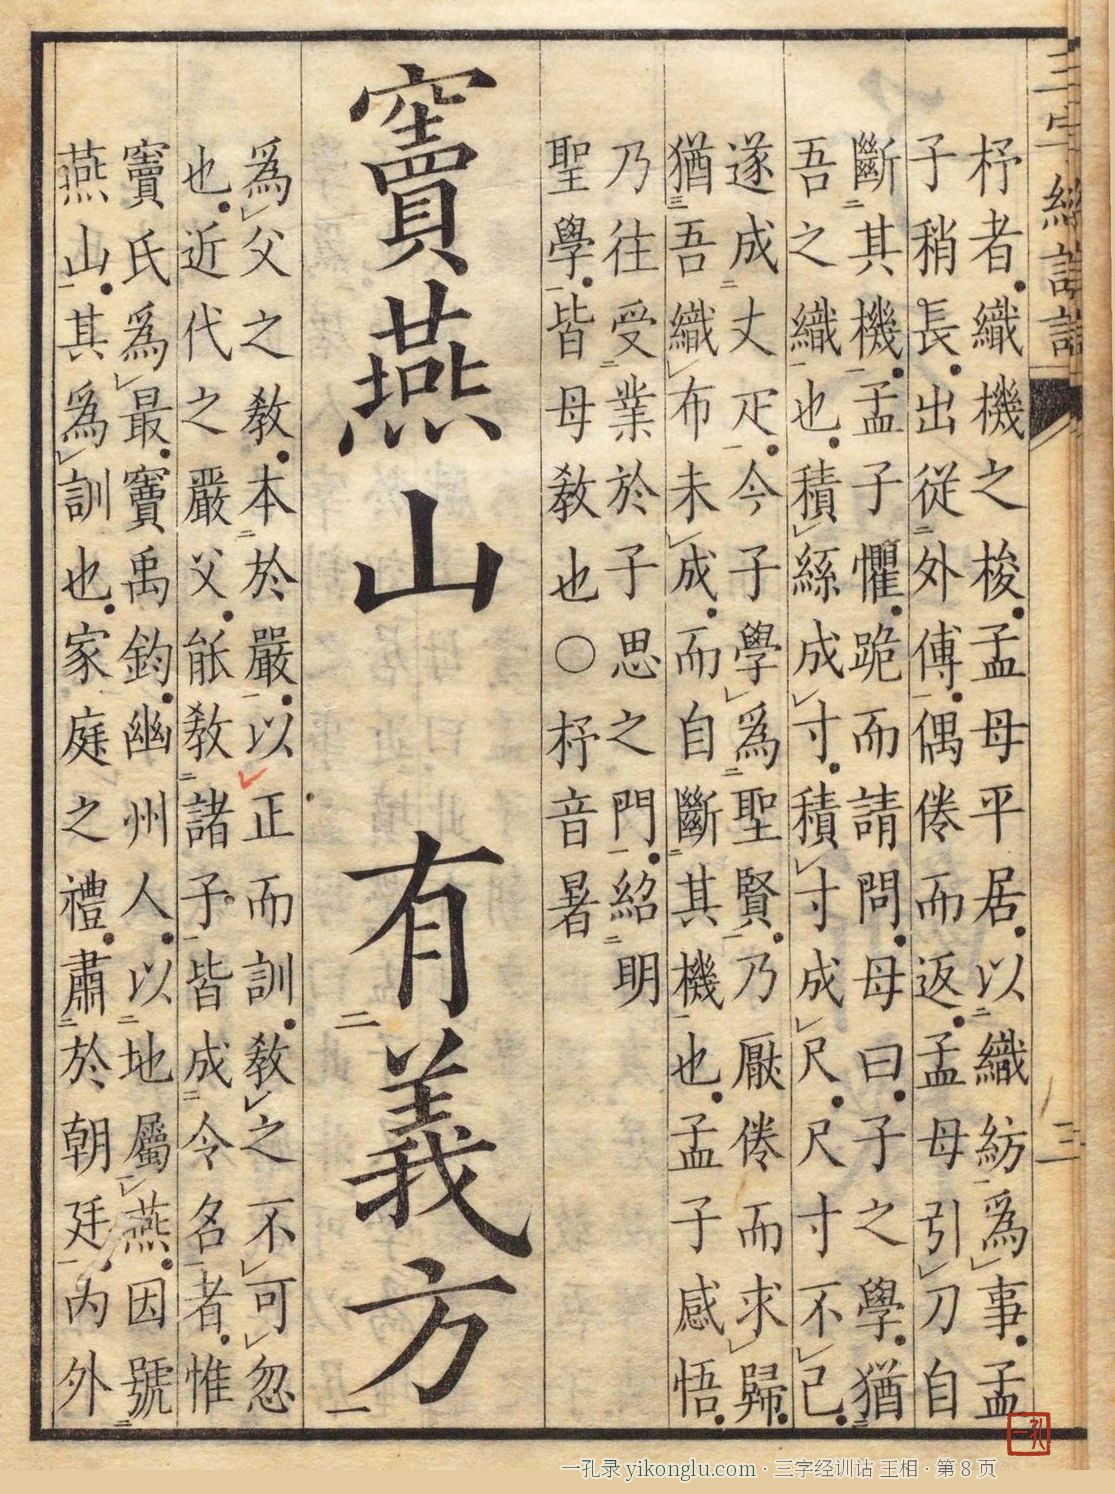 三字經訓詁
三
杼者。織機之梭。孟母平居。以織紡爲事。孟
子稍長。出從外傅。偶倦而返。孟母引刀自
斷其機。孟子懼。跪而請問。母曰。子之學。猶
吾之織也。積絲成寸。積寸成尺。尺寸不已。
遂成丈疋。今子學爲聖賢。乃厭倦而求歸。
猶吾織布未成。而自斷其機也。孟子感悟。
乃往受業於子思之門。紹明
聖學。皆母敎也○杼音暑
竇燕山 有義方
爲父之敎。本於嚴。以正而訓。敎之不可忽
也。近代之嚴父。能敎諸子。皆成令名者。惟
竇氏爲最。竇禹鈞。幽州人。以地屬燕。因號
燕山。其爲訓也。家庭之禮。肅於朝廷。內外
一孔
一孔录 yikonglu.com · 三字经训诂 王相 · 第 8 页